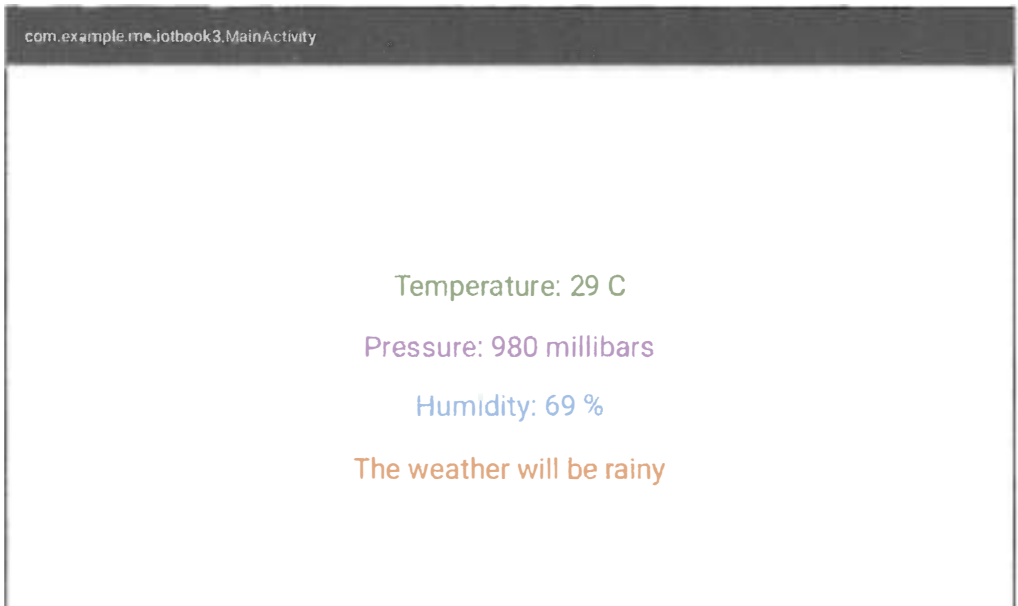 com.example.me.iotbook3.MainActivity
Temperature: 29 C
Pressure: 980 millibars
Humidity: 69 %
The weather will be rainy